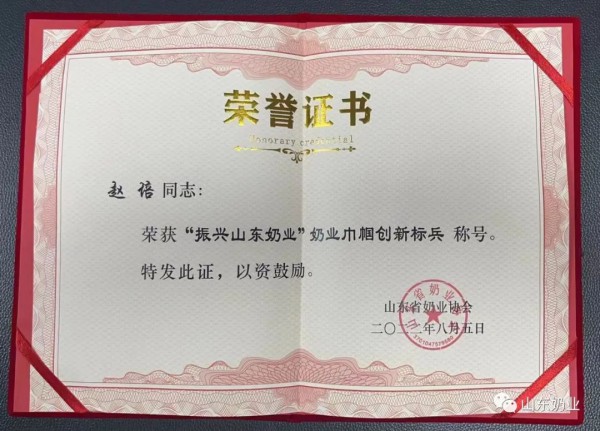 荣誉证书
Honorary credential
赵倍同志：
荣获“振兴山东奶业”奶业巾帼创新标兵 称号。
特发此证，以资鼓励。
山东省奶业协会
二〇二二年八月五日
山东奶业